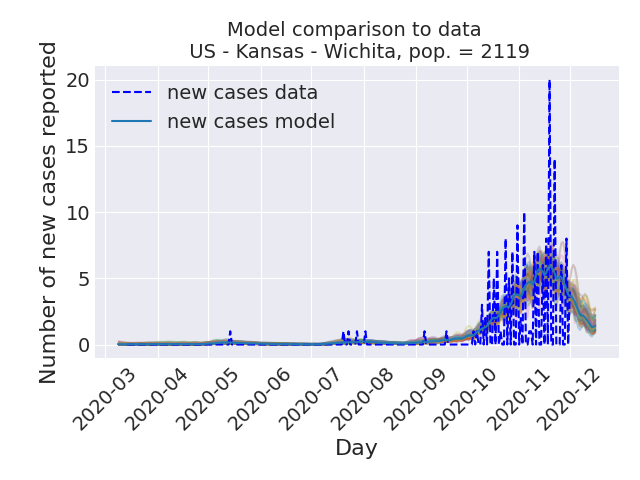 Model comparison to data
US - Kansas - Wichita, pop. = 2119
Number of new cases reported
20
15
10
5
0
new cases data
new cases model
2020-03
2020-04
2020-05
2020-06
2020-07
2020-08
2020-09
2020-10
2020-11
2020-12
Day